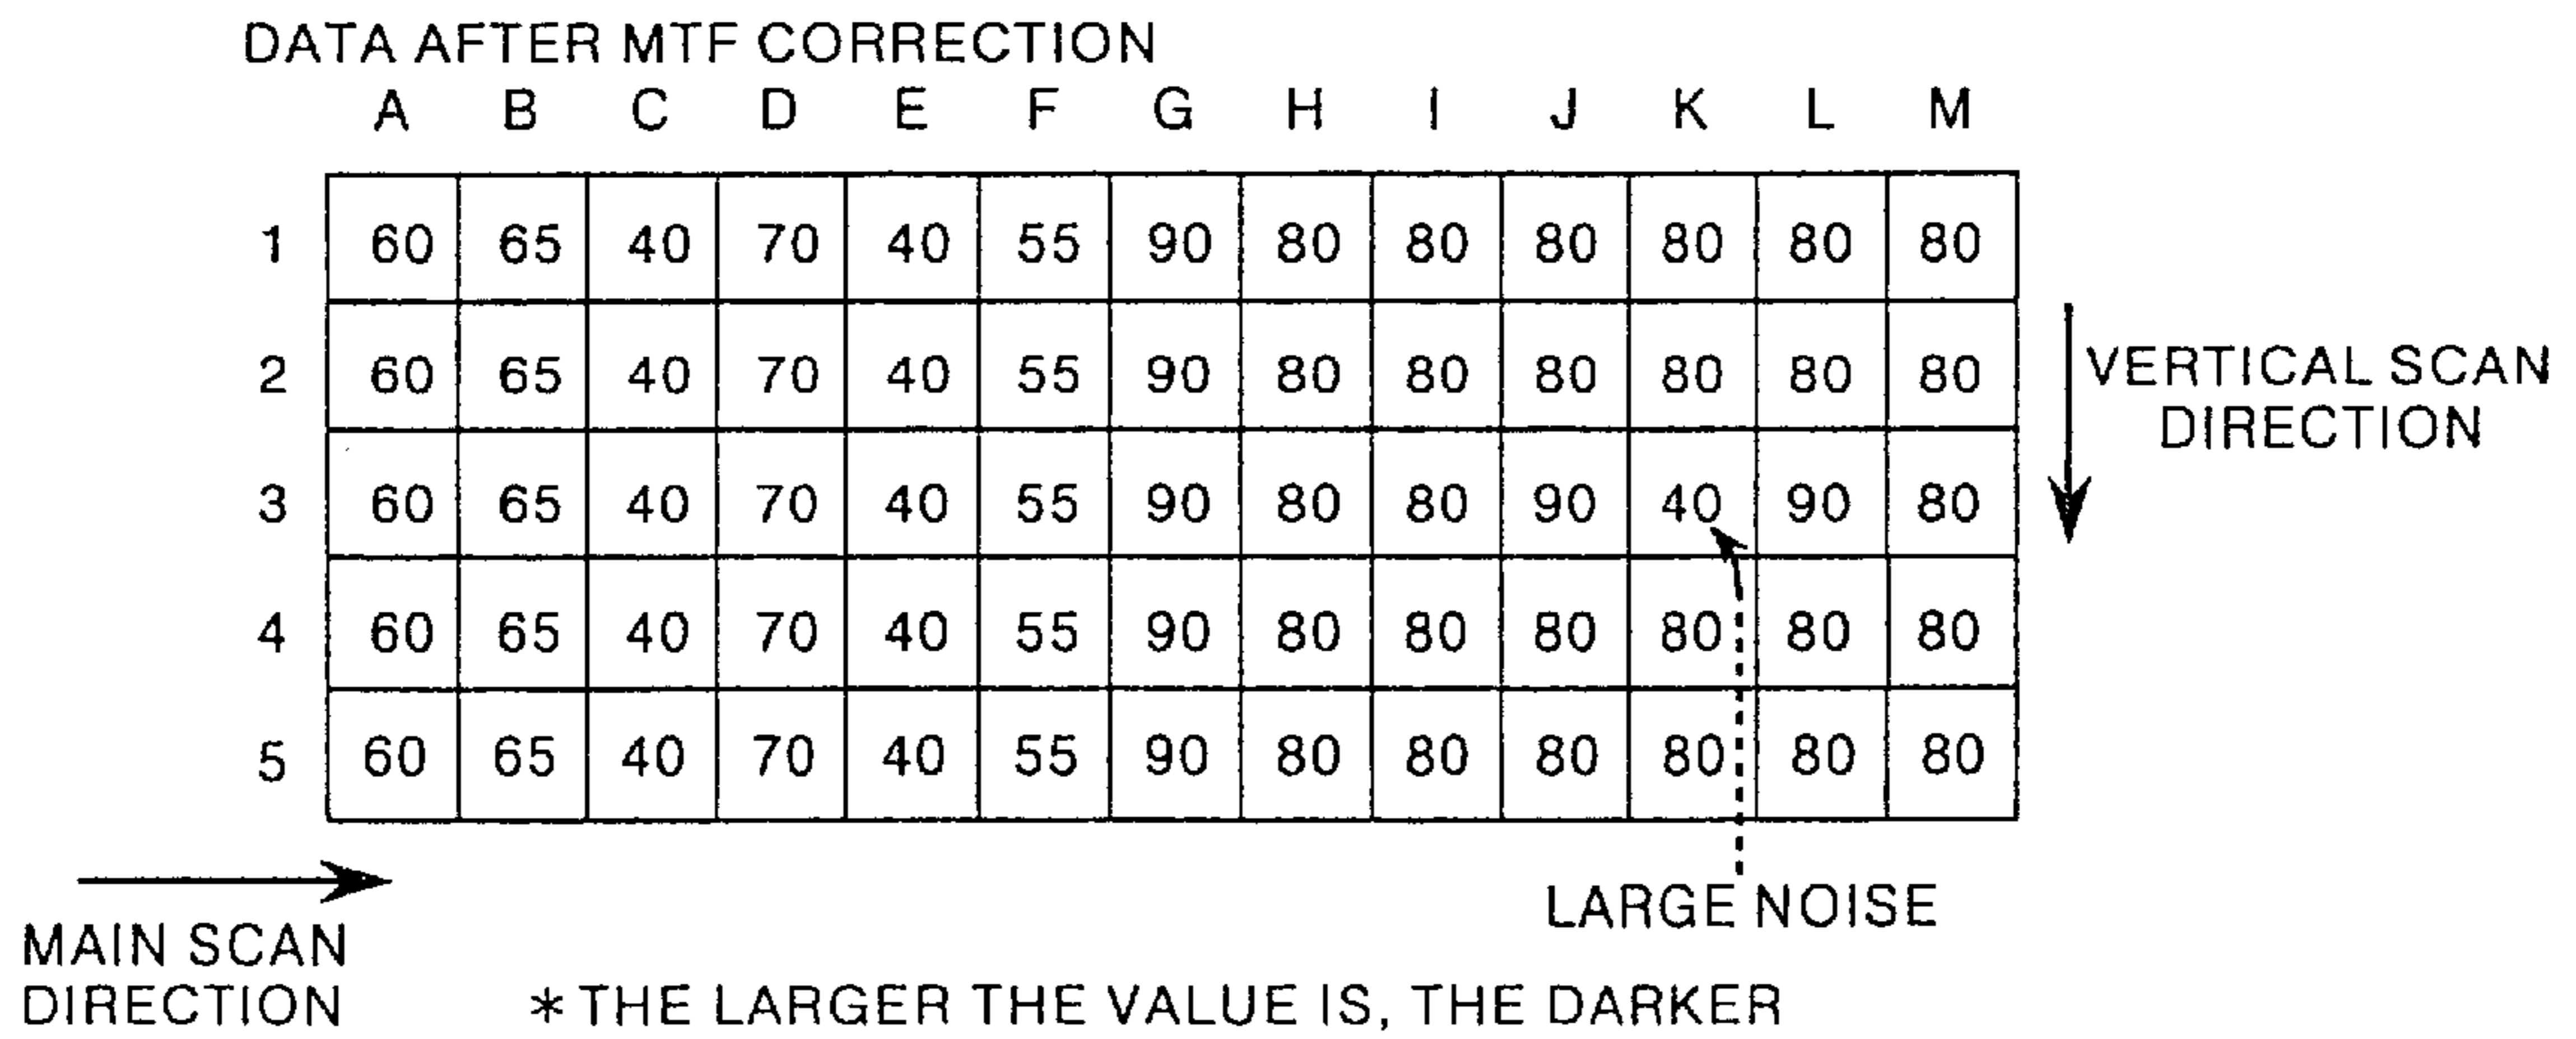 DATA AFTER MTF CORRECTION
A B C D E F G H I J K L M
1 60 65 40 70 40 55 90 80 80 80 80 80 80
2 60 65 40 70 40 55 90 80 80 80 80 80 80
3 60 65 40 70 40 55 90 80 80 90 40 90 80
4 60 65 40 70 40 55 90 80 80 80 80 80 80
5 60 65 40 70 40 55 90 80 80 80 80 80 80
VERTICAL SCAN
DIRECTION
LARGE NOISE
MAIN SCAN
DIRECTION
* THE LARGER THE VALUE IS, THE DARKER